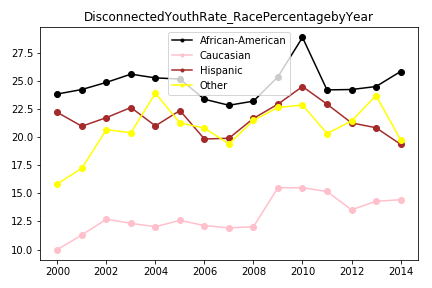 DisconnectedYouthRate_RacePercentagebyYear
African-American
Caucasian
Hispanic
Other
27.5
25.0
22.5
20.0
17.5
15.0
12.5
10.0
2000 2002 2004 2006 2008 2010 2012 2014